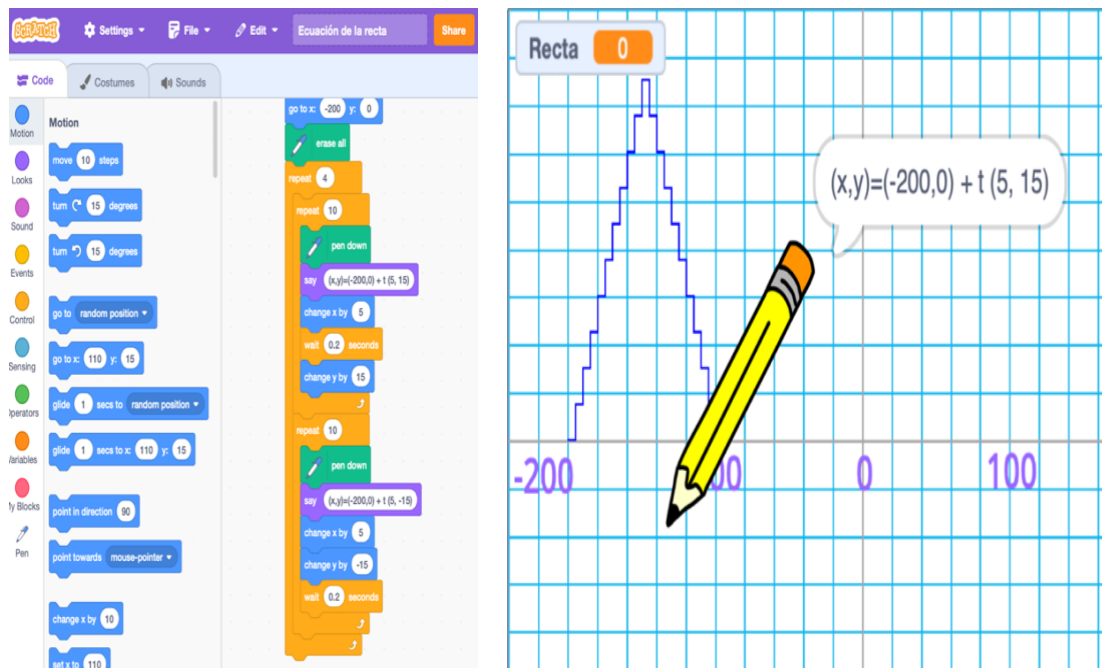 SCRATCH Settings File Edit Ecuación de la recta Share
Code Costumes Sounds
Motion
Looks
Sound
Events
Control
Sensing
Operators
Variables
My Blocks
Pen
Motion
move 10 steps
turn 15 degrees
turn 15 degrees
go to random position
go to x: 110 y: 15
glide 1 secs to random position
glide 1 secs to x: 110 y: 15
point in direction 90
point towards mouse-pointer
change x by 10
set x to 110
go to x: -200 y: 0
erase all
repeat 4
repeat 10
pen down
say (x,y)=(-200,0) + t (5, 15)
change x by 5
wait 0.2 seconds
change y by 15
repeat 10
pen down
say (x,y)=(-200,0) + t (5, -15)
change x by 5
change y by -15
wait 0.2 seconds
Recta 0
(x,y)=(-200,0) + t (5, 15)
-200 00 0 100